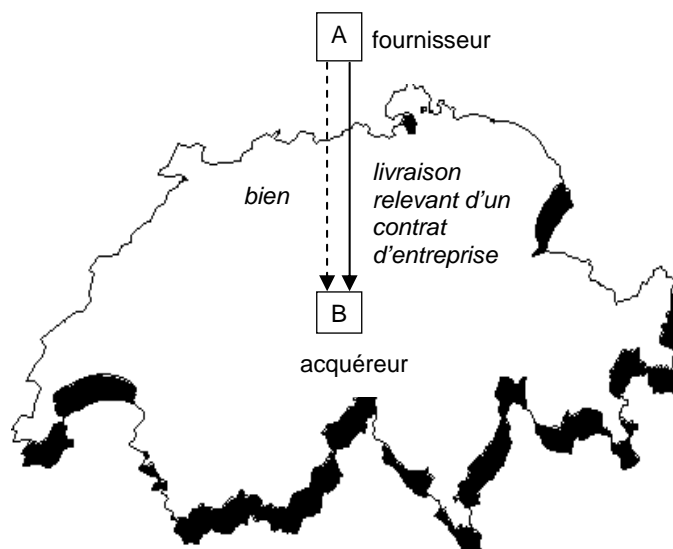 A
fournisseur
bien
livraison
relevant d'un
contrat
d'entreprise
B
acquéreur